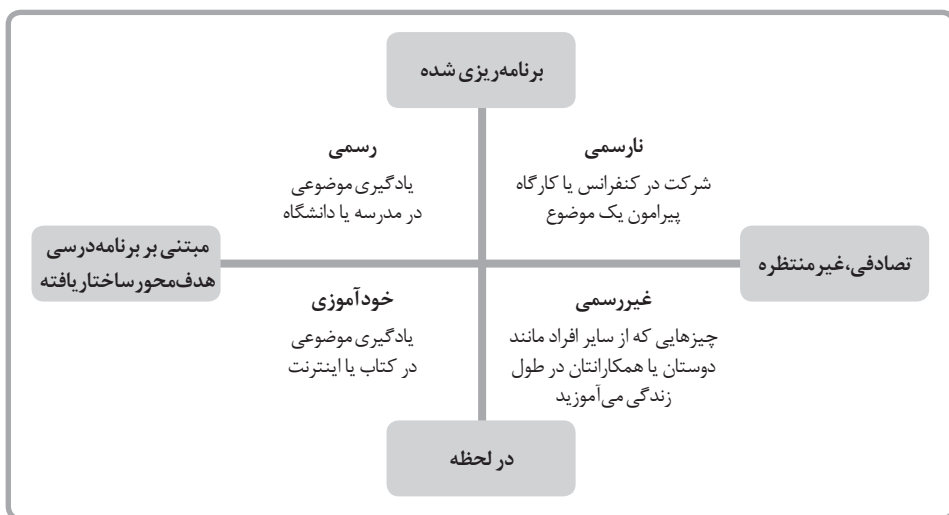 برنامه‌ریزی شده
نارسمی
شرکت در کنفرانس یا کارگاه
پیرامون یک موضوع
رسمی
یادگیری موضوعی
در مدرسه یا دانشگاه
تصادفی،غیرمنتظره
مبتنی بر برنامه‌درسی
هدف‌محورساختاریافته
غیررسمی
چیزهایی که از سایر افراد مانند
دوستان یا همکارانتان در طول
زندگی می‌آموزید
خودآموزی
یادگیری موضوعی
در کتاب یا اینترنت
در لحظه